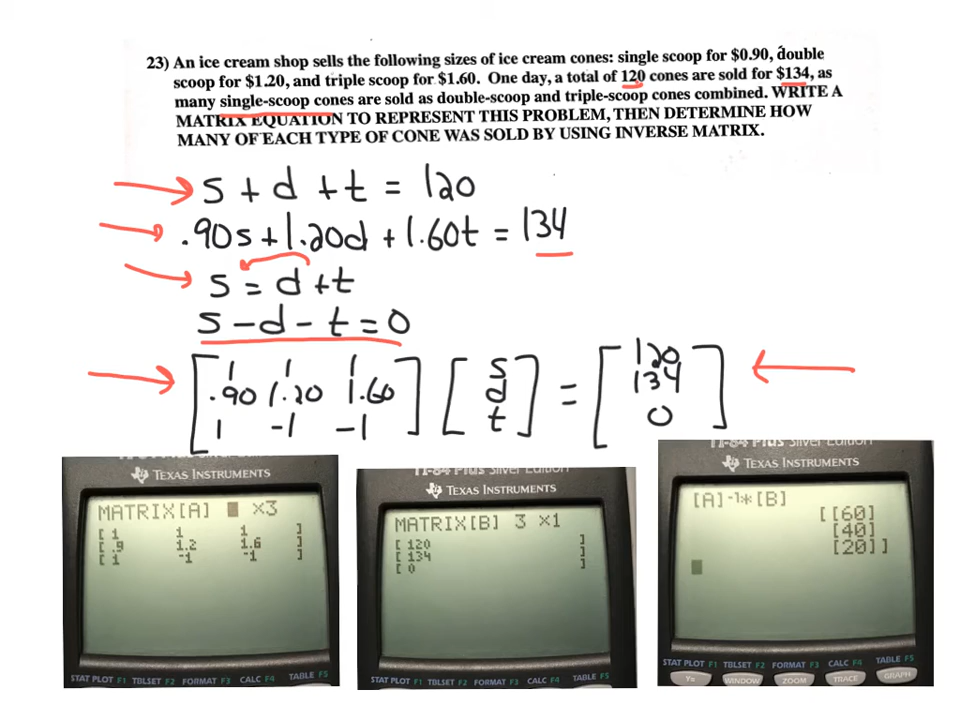 23) An ice cream shop sells the following sizes of ice cream cones: single scoop for $0.90, double
scoop for $1.20, and triple scoop for $1.60. One day, a total of 120 cones are sold for $134, as
many single-scoop cones are sold as double-scoop and triple-scoop cones combined. WRITE A
MATRIX EQUATION TO REPRESENT THIS PROBLEM, THEN DETERMINE HOW
MANY OF EACH TYPE OF CONE WAS SOLD BY USING INVERSE MATRIX.
s + d + t = 120
.90s + 1.20d + 1.60t = 134
s = d + t
s - d - t = 0
[ 1 1 1 ] [ s ] = [ 120 ]
[ .90 1.20 1.60 ] [ d ] [ 134 ]
[ 1 -1 -1 ] [ t ] [ 0 ]
TEXAS INSTRUMENTS
MATRIX[A] ×3
[ 1 1 1 ]
[ .9 1.2 1.6 ]
[ 1 -1 -1 ]
STAT PLOT F1 TBLSET F2 FORMAT F3 CALC F4 TABLE F5
TI-84 Plus Silver Edition
TEXAS INSTRUMENTS
MATRIX[B] 3 ×1
[ 120 ]
[ 134 ]
[ 0 ]
STAT PLOT F1 TBLSET F2 FORMAT F3 CALC F4 TABLE F5
TI-84 Plus Silver Edition
TEXAS INSTRUMENTS
[A]-1*[B]
[[60]
[40]
[20]]
STAT PLOT F1 TBLSET F2 FORMAT F3 CALC F4 TABLE F5
Y= WINDOW ZOOM TRACE GRAPH